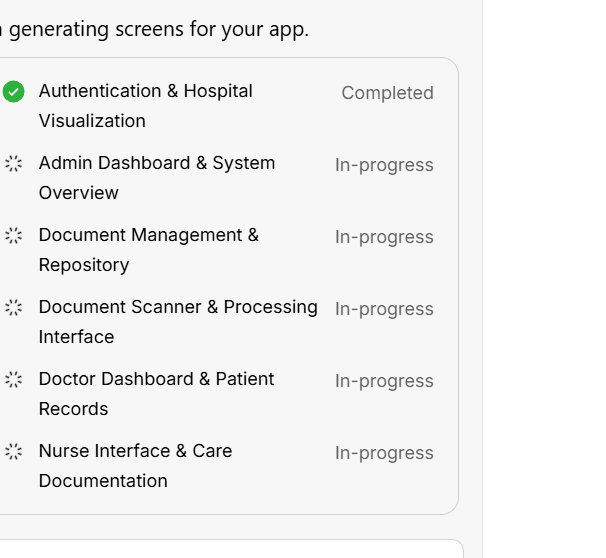 generating screens for your app.
Authentication & Hospital
Visualization
Completed
Admin Dashboard & System
Overview
In-progress
Document Management &
Repository
In-progress
Document Scanner & Processing
Interface
In-progress
Doctor Dashboard & Patient
Records
In-progress
Nurse Interface & Care
Documentation
In-progress